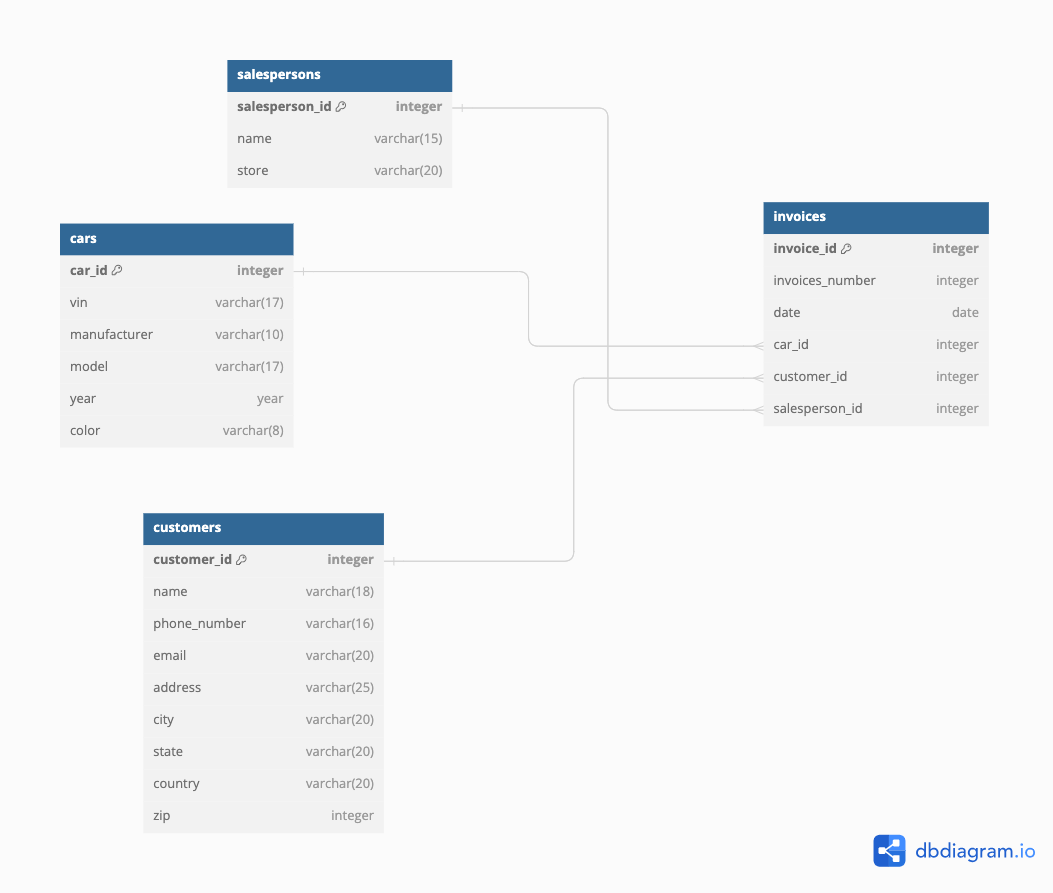 salespersons
salesperson_id integer
name varchar(15)
store varchar(20)
cars
car_id integer
vin varchar(17)
manufacturer varchar(10)
model varchar(17)
year year
color varchar(8)
invoices
invoice_id integer
invoices_number integer
date date
car_id integer
customer_id integer
salesperson_id integer
customers
customer_id integer
name varchar(18)
phone_number varchar(16)
email varchar(20)
address varchar(25)
city varchar(20)
state varchar(20)
country varchar(20)
zip integer
dbdiagram.io